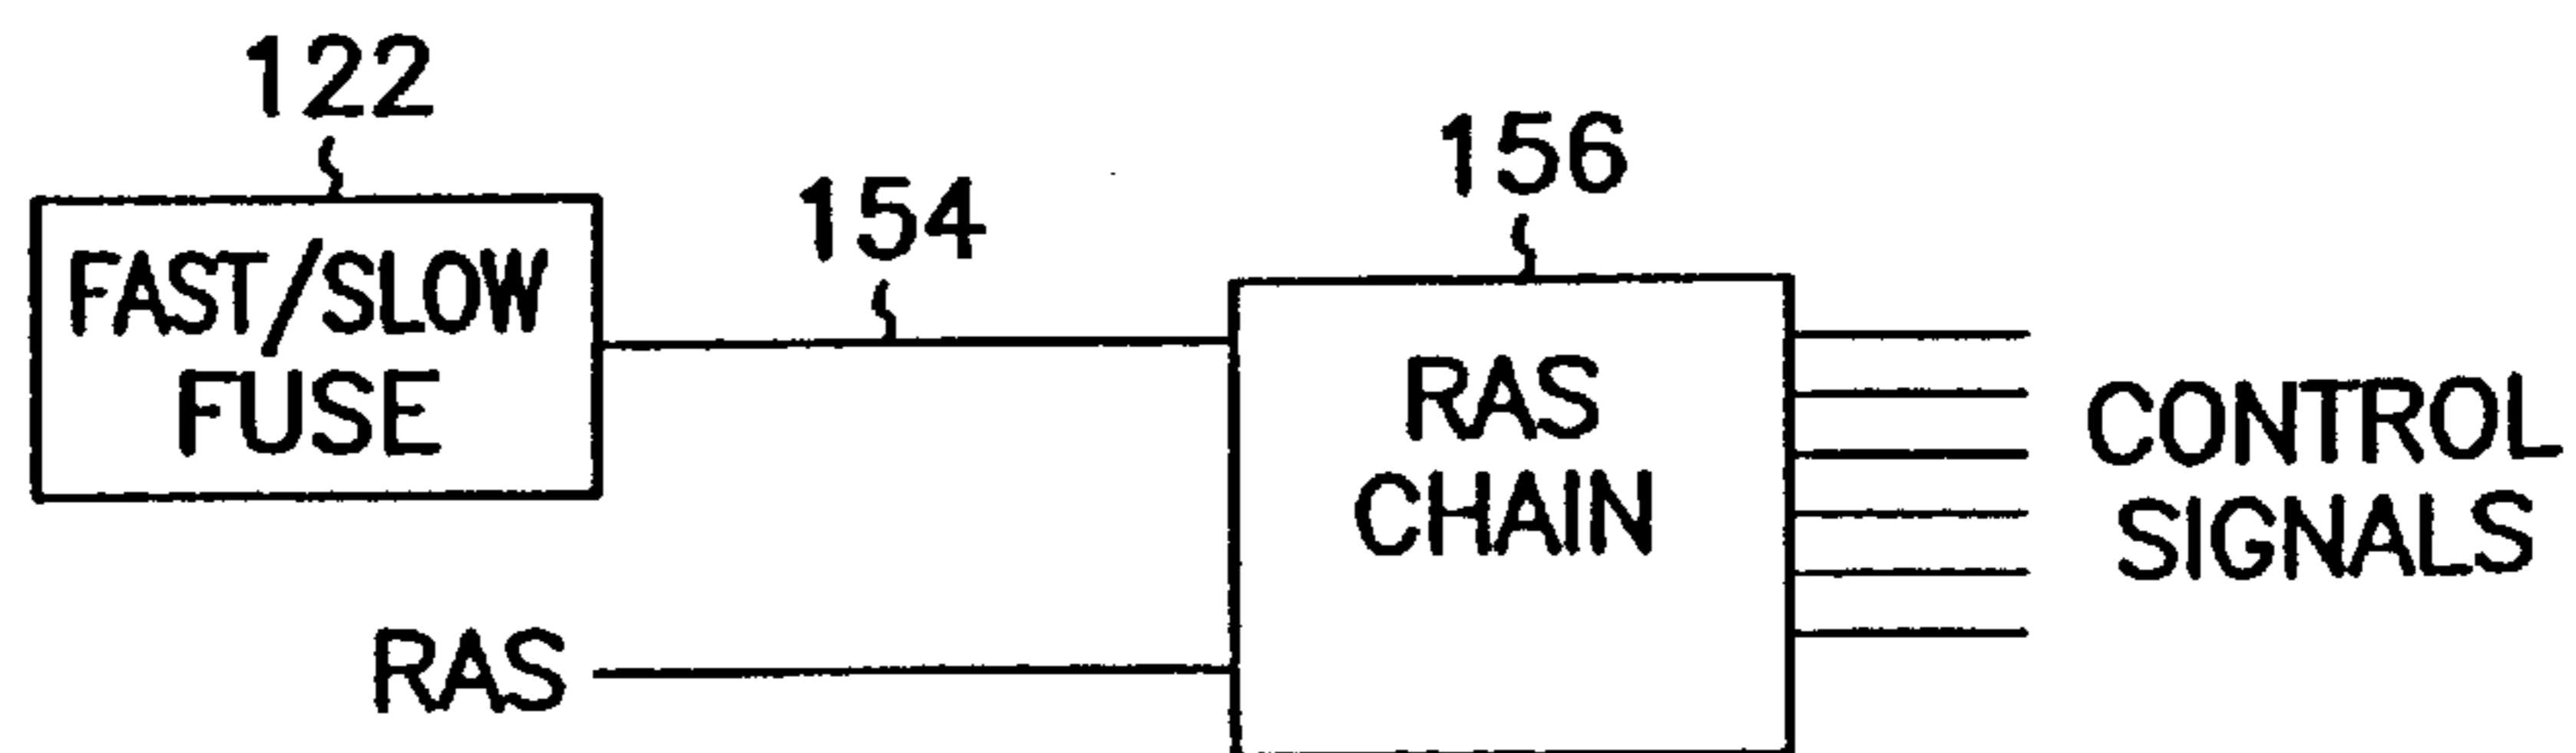 122
FAST/SLOW
FUSE
154
156
RAS
CHAIN
CONTROL
SIGNALS
RAS